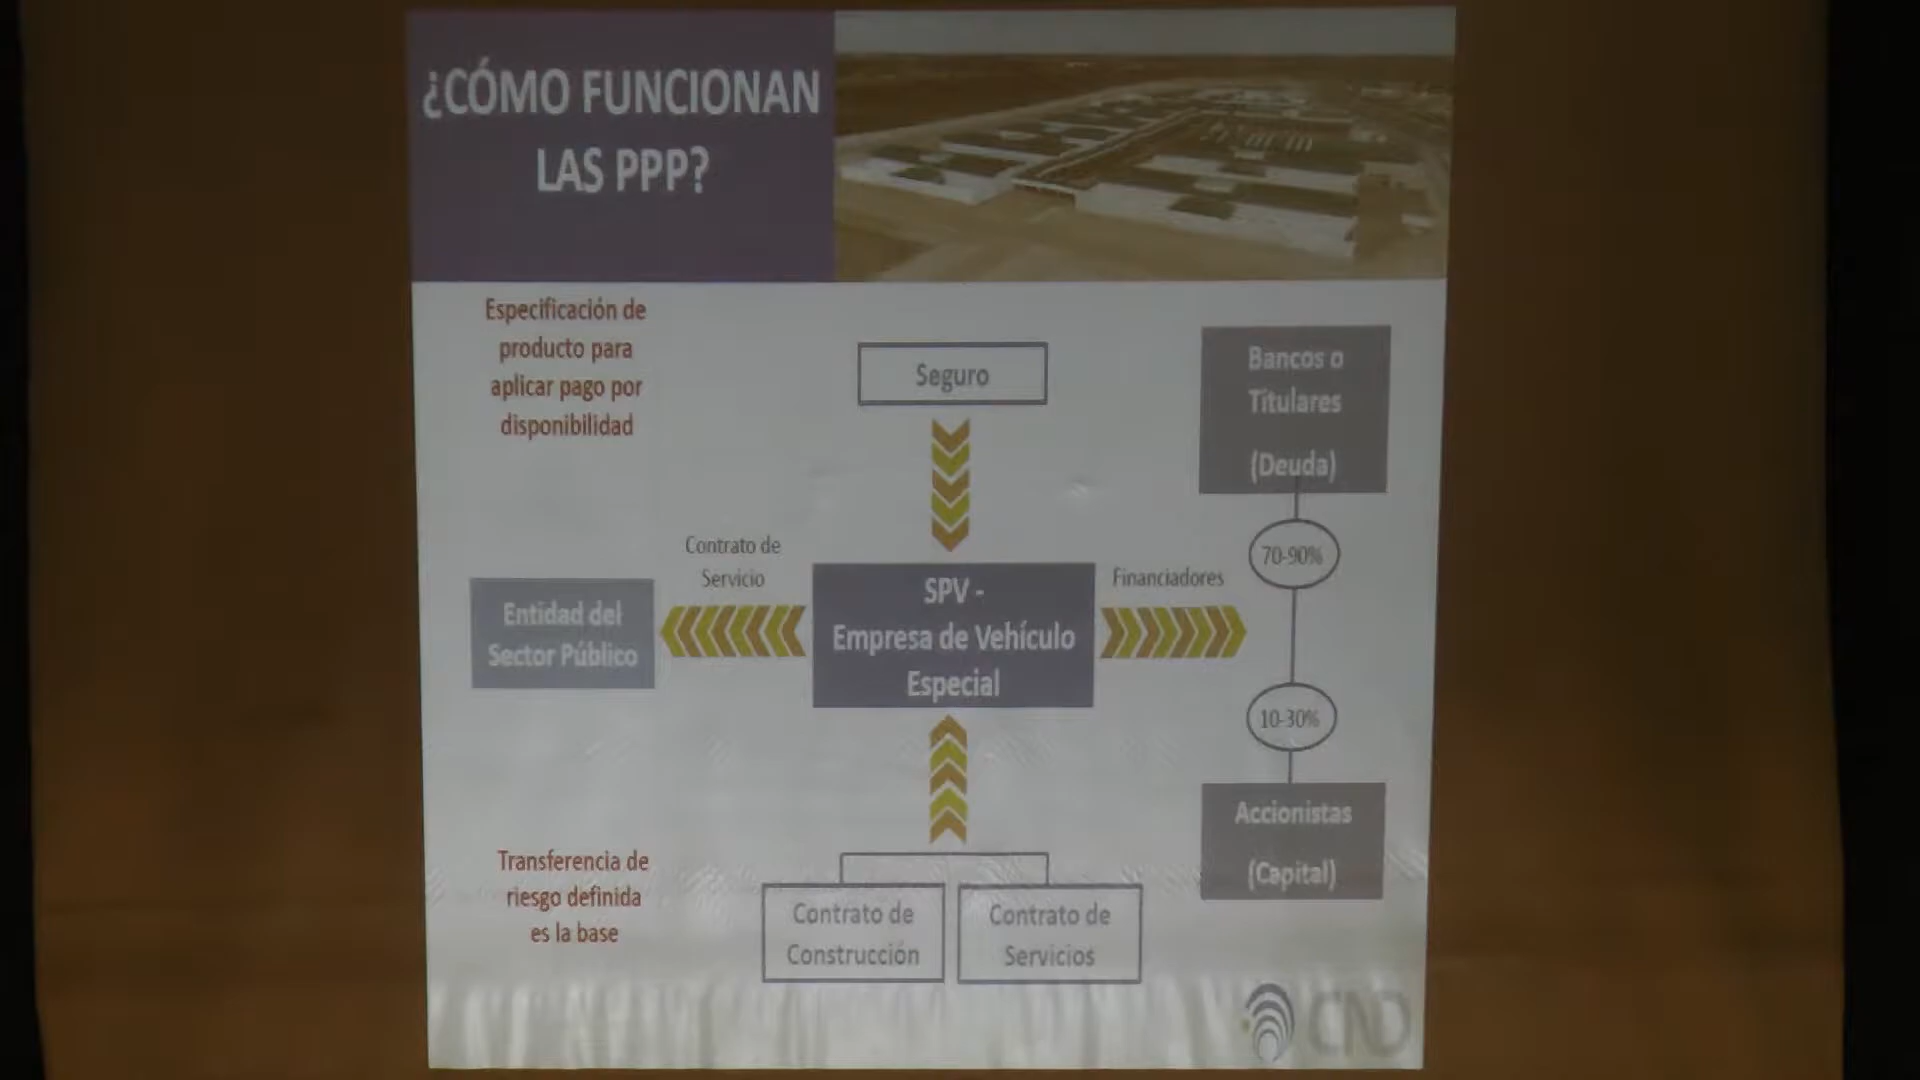 ¿CÓMO FUNCIONAN
LAS PPP?
Especificación de
producto para
aplicar pago por
disponibilidad
Seguro
Bancos o
Titulares
(Deuda)
70-90%
Contrato de
Servicio
Financiadores
Entidad del
Sector Público
SPV -
Empresa de Vehículo
Especial
10-30%
Accionistas
(Capital)
Transferencia de
riesgo definida
es la base
Contrato de
Construcción
Contrato de
Servicios